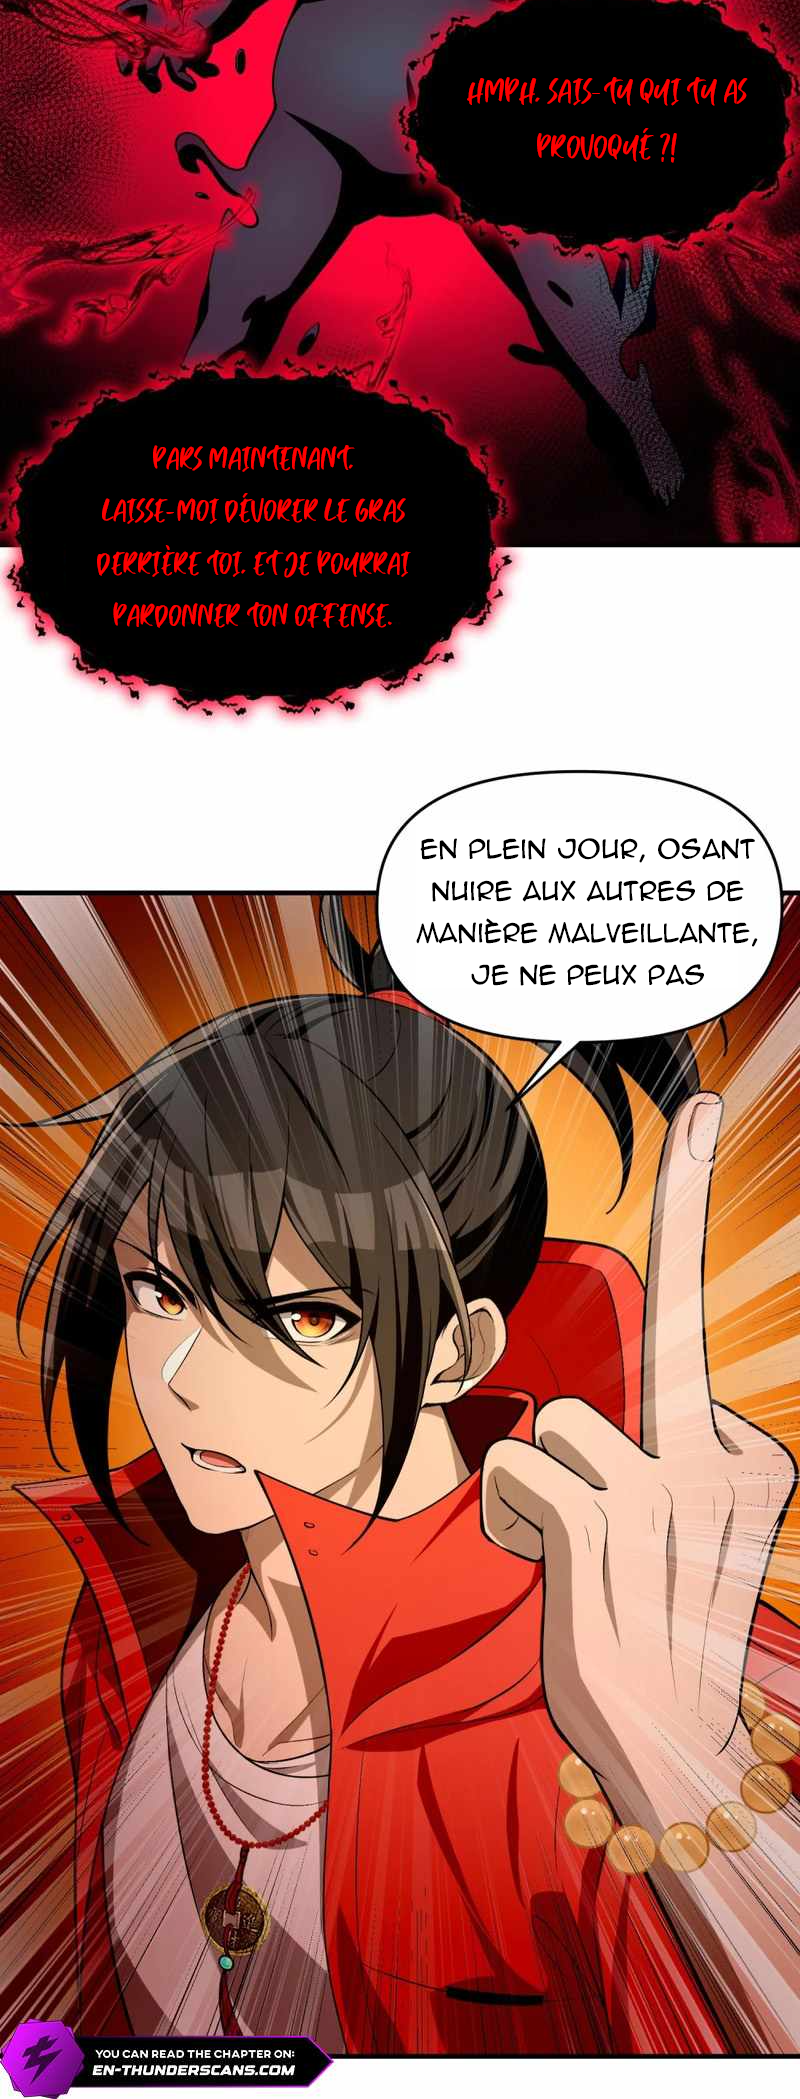 HMPH. SAIS-TU QUI TU AS
PROVOQUÉ ?!
PARS MAINTENANT.
LAISSE-MOI DÉVORER LE GRAS
DERRIÈRE TOI. ET JE POURRAI
PARDONNER TON OFFENSE.
EN PLEIN JOUR, OSANT
NUIRE AUX AUTRES DE
MANIÈRE MALVEILLANTE,
JE NE PEUX PAS
YOU CAN READ THE CHAPTER ON:
EN-THUNDERSCANS.COM